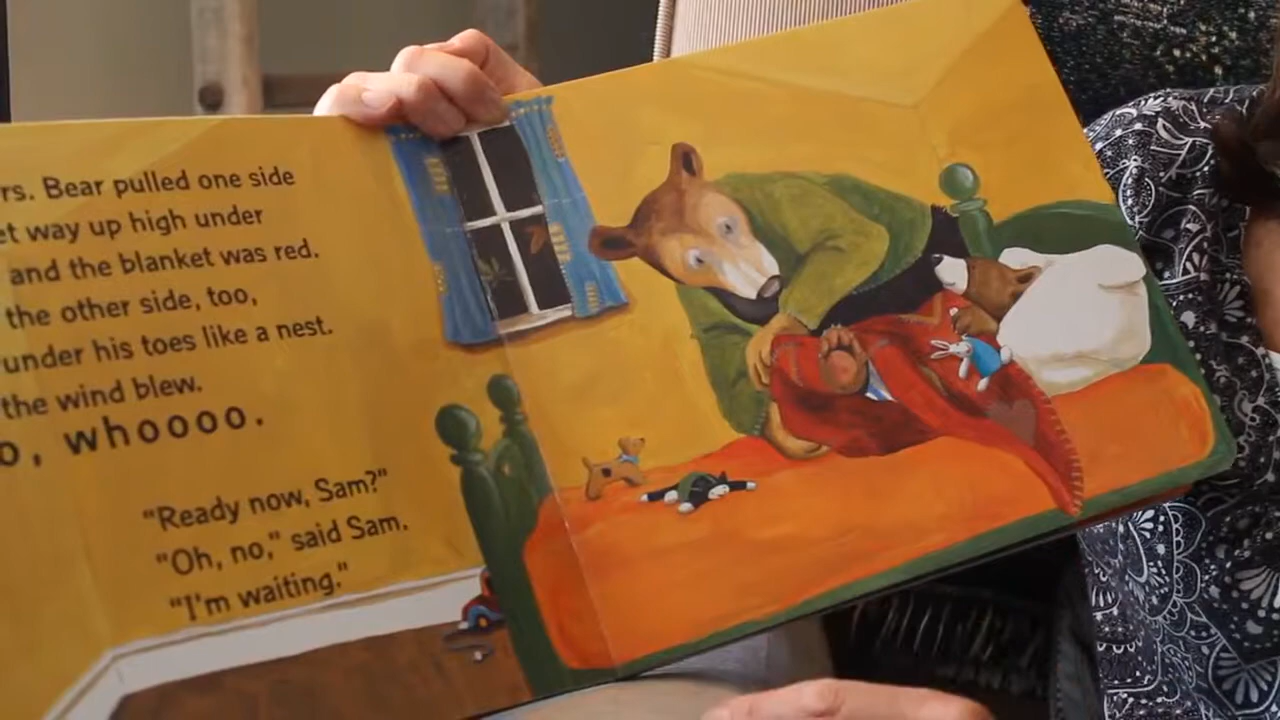 rs. Bear pulled one side
et way up high under
and the blanket was red.
the other side, too,
under his toes like a nest.
the wind blew.
o, whoooo.
"Ready now, Sam?"
"Oh, no," said Sam.
"I'm waiting."